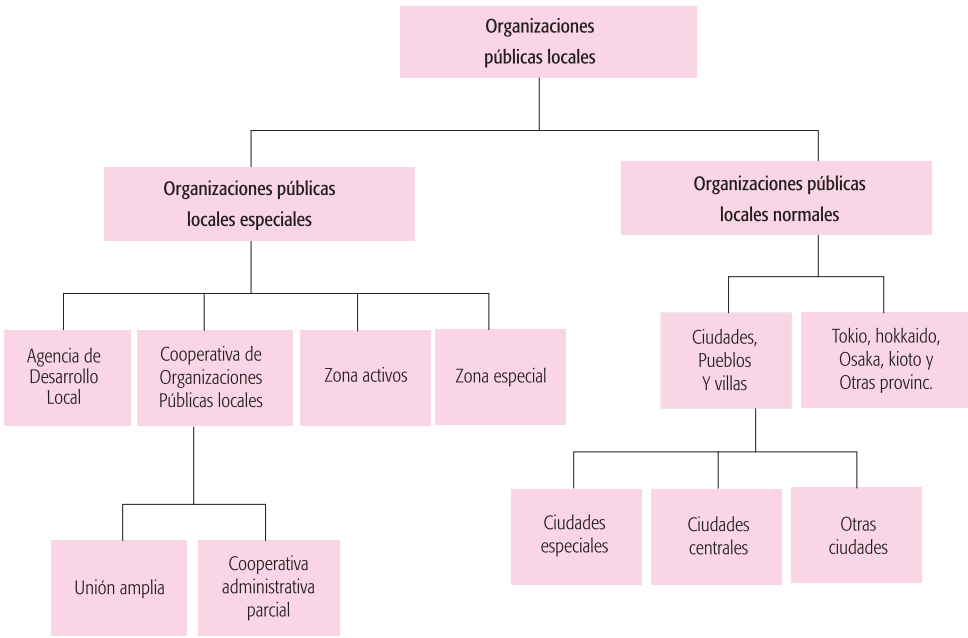 Organizaciones
públicas locales
Organizaciones públicas
locales especiales
Organizaciones públicas
locales normales
Agencia de
Desarrollo
Local
Cooperativa de
Organizaciones
Públicas locales
Zona activos
Zona especial
Ciudades,
Pueblos
Y villas
Tokio, hokkaido,
Osaka, kioto y
Otras provinc.
Unión amplia
Cooperativa
administrativa
parcial
Ciudades
especiales
Ciudades
centrales
Otras
ciudades